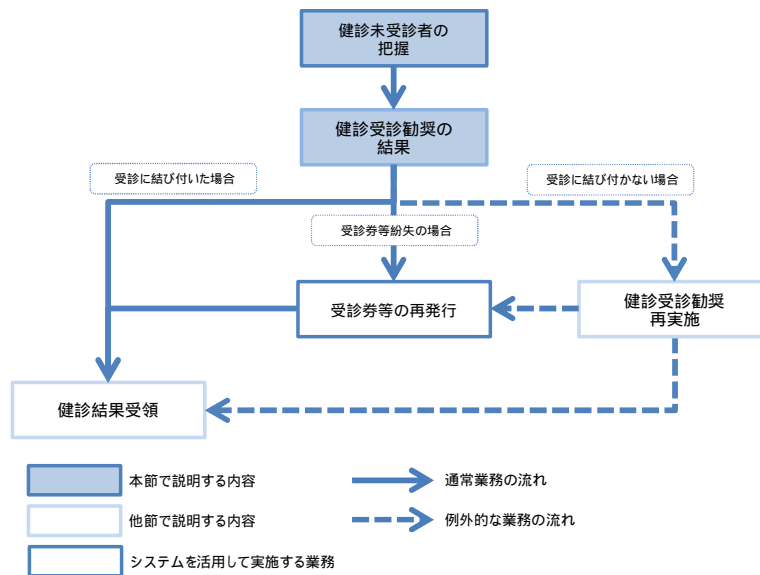 健診未受診者の
把握
健診受診勧奨の
結果
受診に結び付いた場合
受診に結び付かない場合
受診券等紛失の場合
受診券等の再発行
健診受診勧奨
再実施
健診結果受領
本節で説明する内容
通常業務の流れ
他節で説明する内容
例外的な業務の流れ
システムを活用して実施する業務